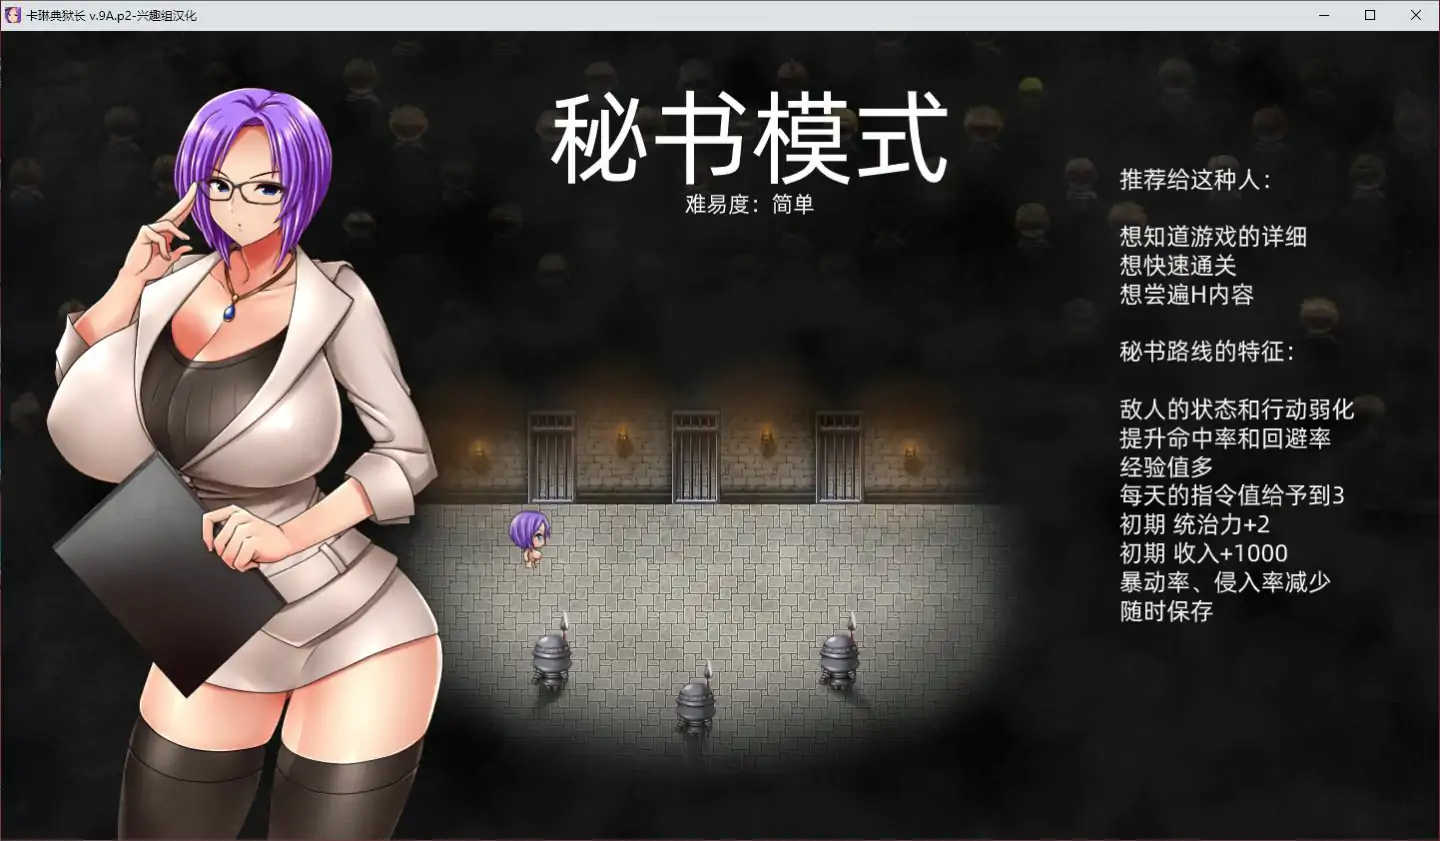 卡琳典狱长 v.9A.p2-兴趣组汉化
秘书模式
难易度：简单
推荐给这种人：
想知道游戏的详细
想快速通关
想尝遍H内容
秘书路线的特征：
敌人的状态和行动弱化
提升命中率和回避率
经验值多
每天的指令值给予到3
初期 统治力+2
初期 收入+1000
暴动率、侵入率减少
随时保存